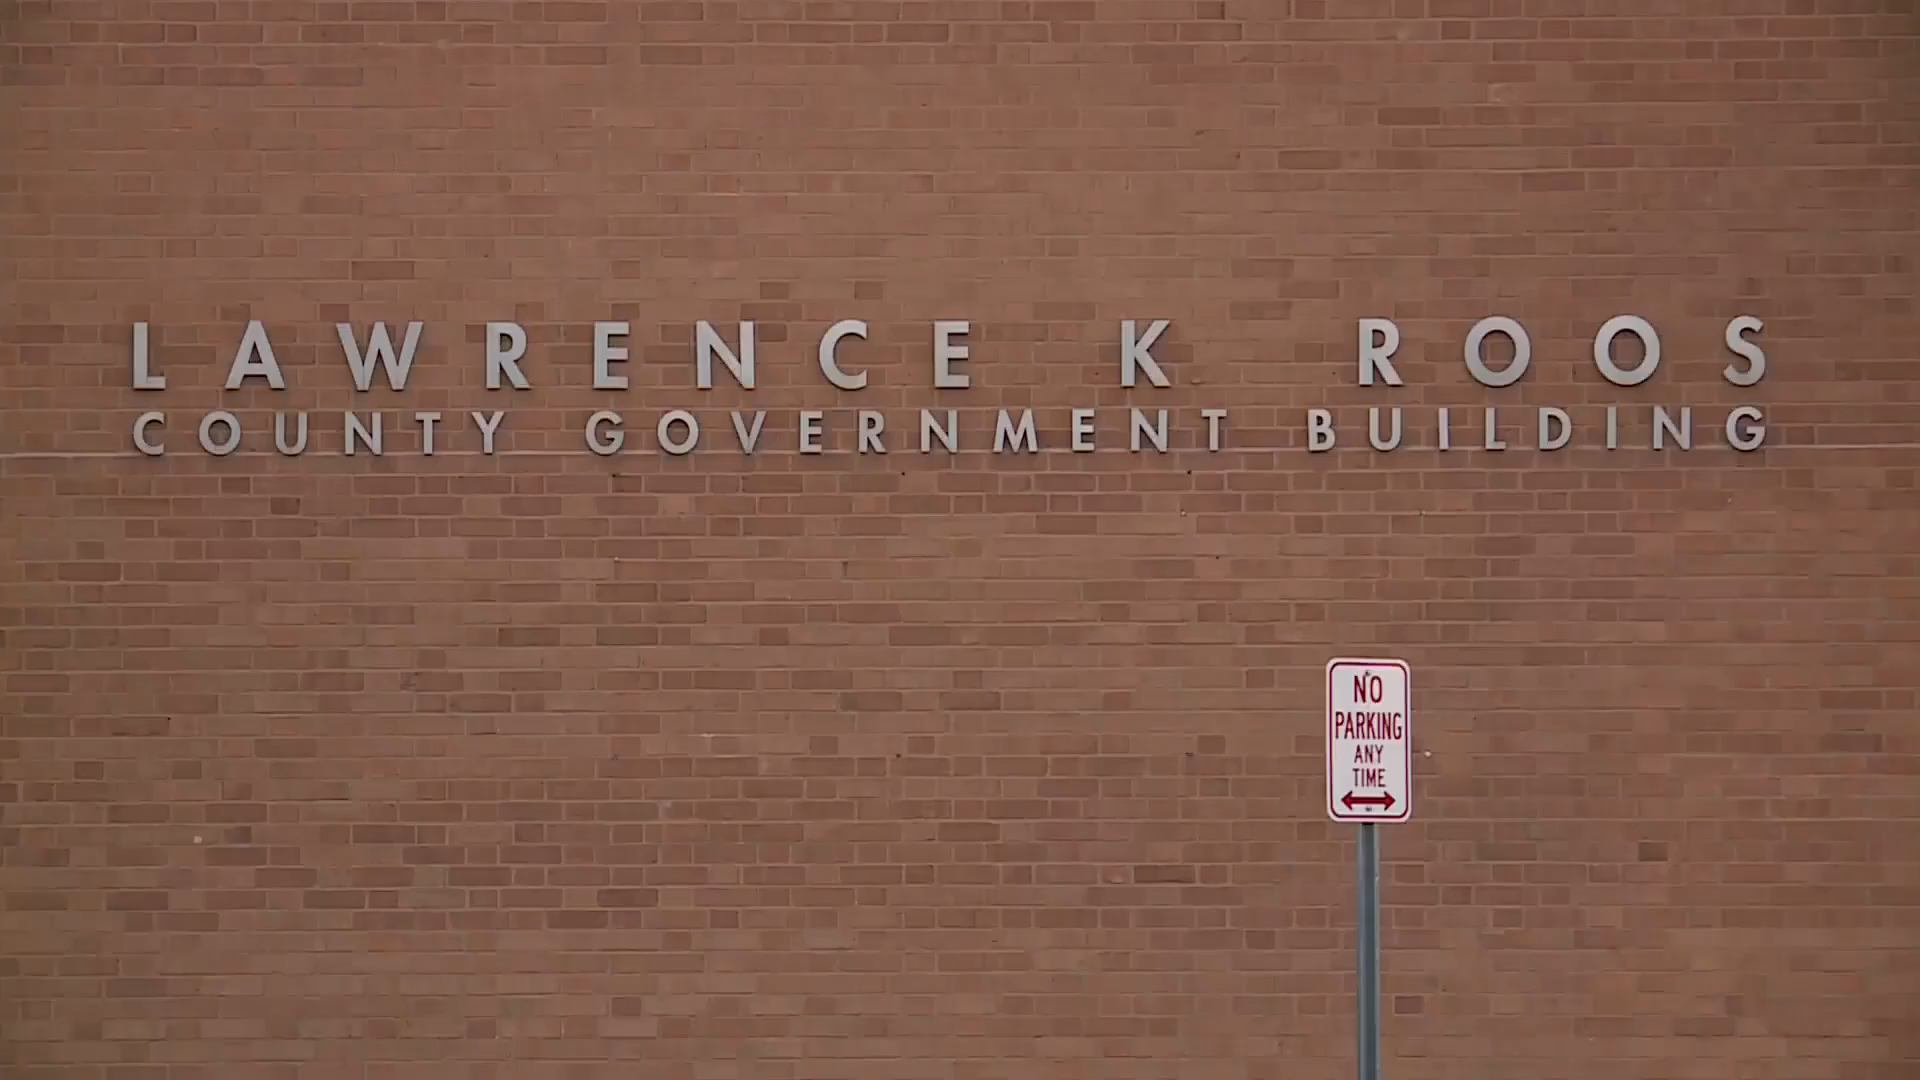 LAWRENCE K ROOS
COUNTY GOVERNMENT BUILDING
NO
PARKING
ANY
TIME